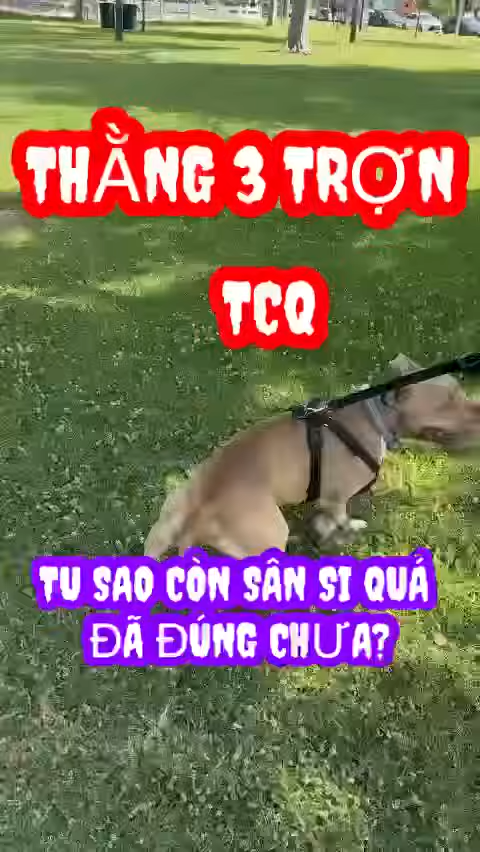 THẰNG 3 TRỢN
TCQ
TU SAO CÒN SÂN SI QUÁ
ĐÃ ĐÚNG CHƯA?